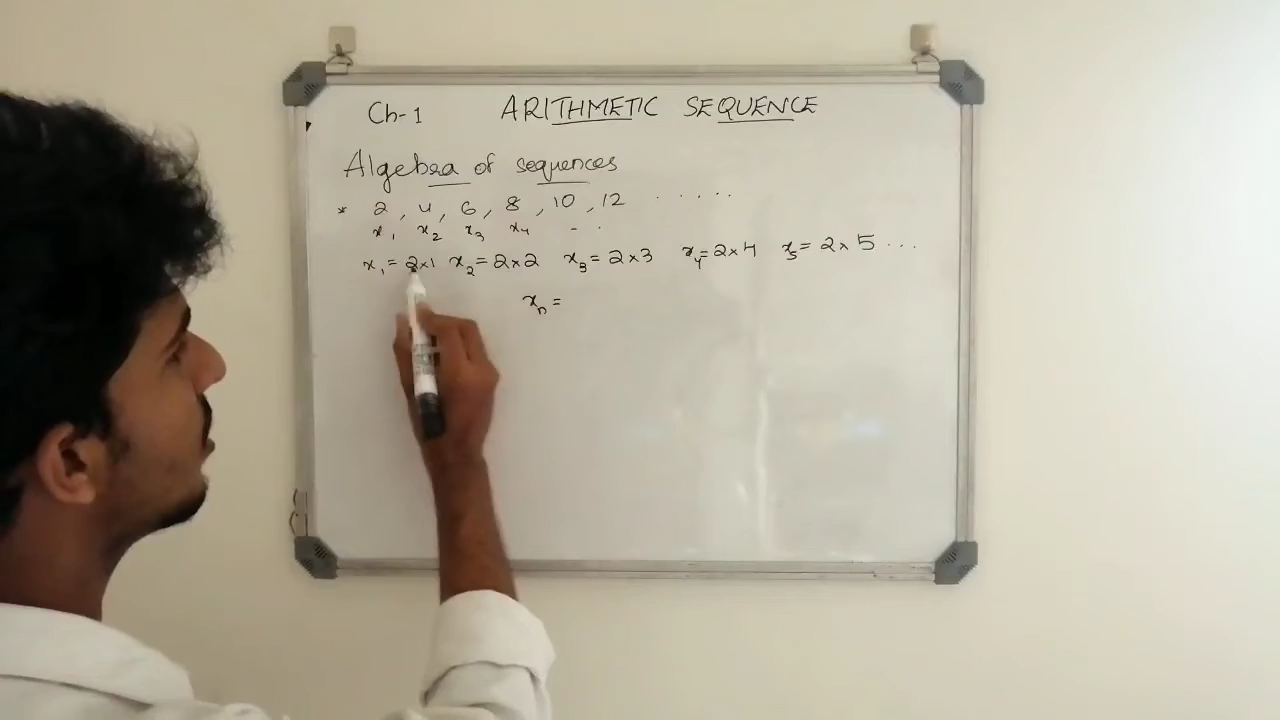 Ch-1 ARITHMETIC SEQUENCE
Algebra of sequences
* 2, 4, 6, 8, 10, 12 ......
x₁ x₂ x₃ x₄ - .
x₁ = 2×1 x₂ = 2×2 x₃ = 2×3 x₄ = 2×4 x₅ = 2×5 ...
xₙ =